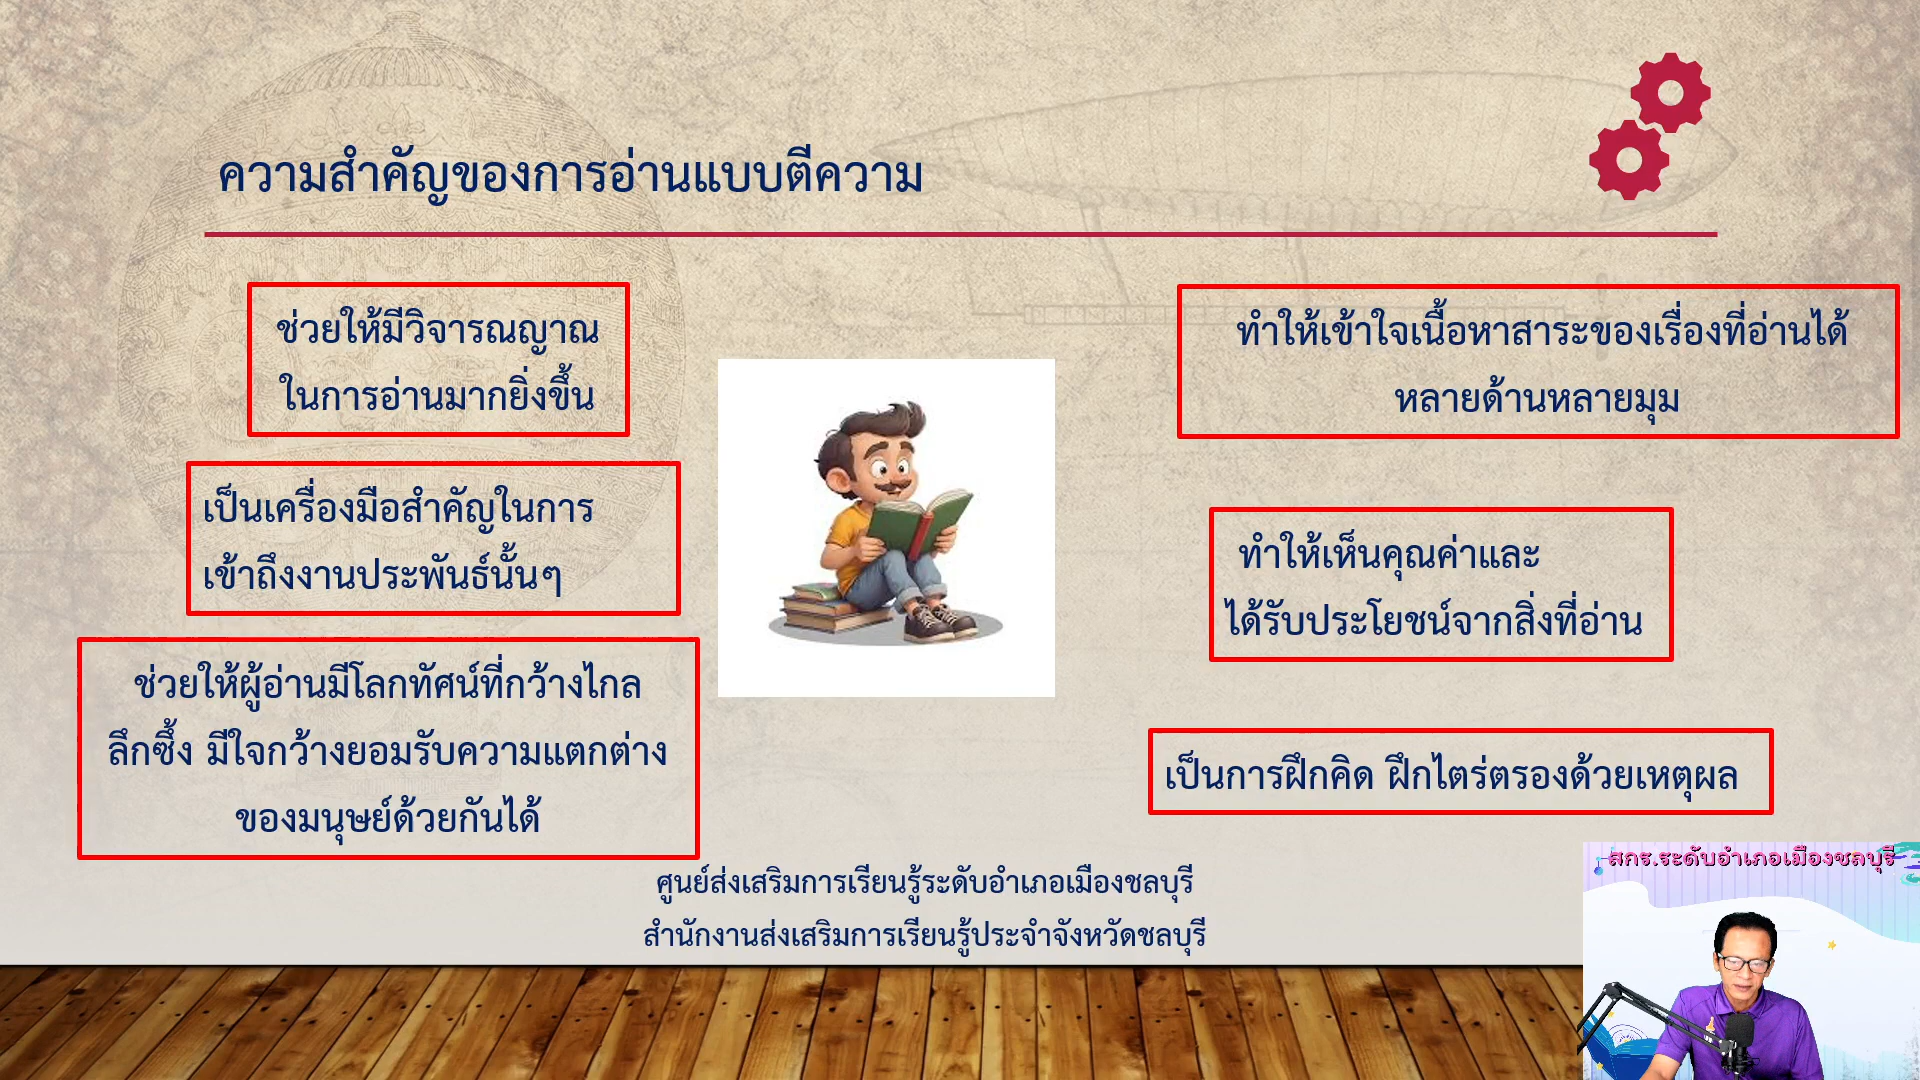 ความสำคัญของการอ่านแบบตีความ
ช่วยให้มีวิจารณญาณ
ในการอ่านมากยิ่งขึ้น
เป็นเครื่องมือสำคัญในการ
เข้าถึงงานประพันธ์นั้นๆ
ช่วยให้ผู้อ่านมีโลกทัศน์ที่กว้างไกล
ลึกซึ้ง มีใจกว้างยอมรับความแตกต่าง
ของมนุษย์ด้วยกันได้
ทำให้เข้าใจเนื้อหาสาระของเรื่องที่อ่านได้
หลายด้านหลายมุม
ทำให้เห็นคุณค่าและ
ได้รับประโยชน์จากสิ่งที่อ่าน
เป็นการฝึกคิด ฝึกไตร่ตรองด้วยเหตุผล
ศูนย์ส่งเสริมการเรียนรู้ระดับอำเภอเมืองชลบุรี
สำนักงานส่งเสริมการเรียนรู้ประจำจังหวัดชลบุรี
สกร.ระดับอำเภอเมืองชลบุรี